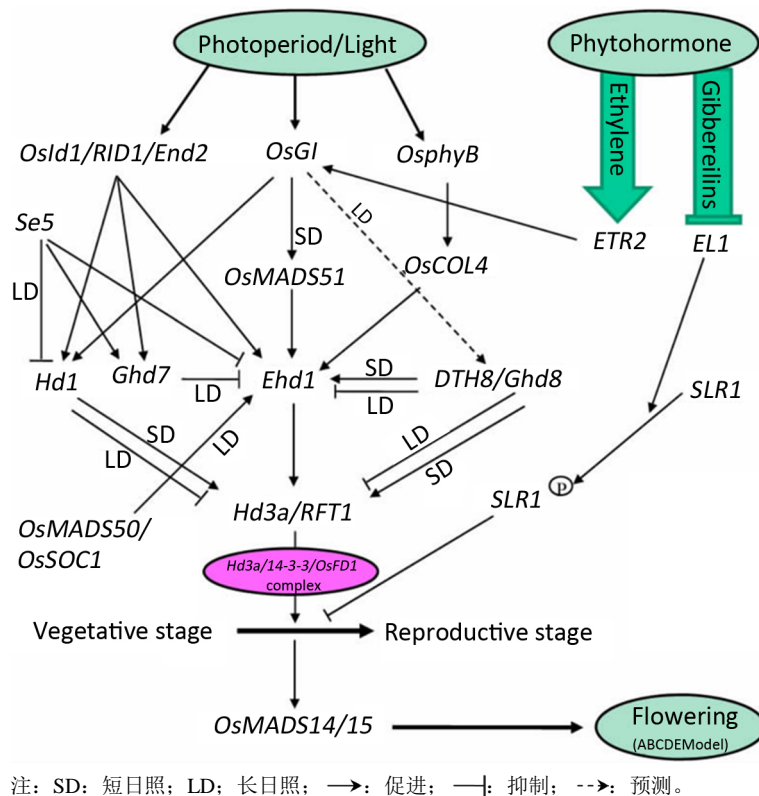 Photoperiod/Light
Phytohormone
Ethylene
Gibbereilins
OsId1/RID1/End2
OsGI
OsphyB
Se5
LD
SD
ETR2
EL1
LD
OsMADS51
OsCOL4
Hd1
Ghd7
LD
Ehd1
SD
LD
DTH8/Ghd8
SLR1
SD
LD
LD
LD
SD
P
SLR1
Hd3a/RFT1
OsMADS50/
OsSOC1
Hd3a/14-3-3/OsFD1
complex
Vegetative stage
Reproductive stage
OsMADS14/15
Flowering
(ABCDEModel)
注：SD：短日照；LD；长日照；：促进；：抑制；：预测。